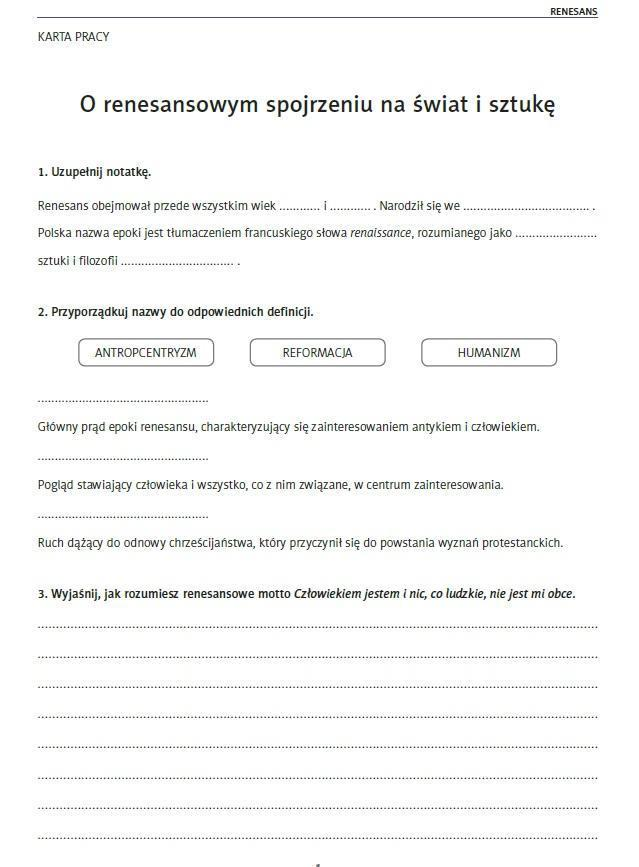 RENESANS
KARTA PRACY
O renesansowym spojrzeniu na świat i sztukę
1. Uzupełnij notatkę.
Renesans obejmował przede wszystkim wiek ............ i ............ . Narodził się we ..................................... .
Polska nazwa epoki jest tłumaczeniem francuskiego słowa renaissance, rozumianego jako ........................
sztuki i filozofii ................................. .
2. Przyporządkuj nazwy do odpowiednich definicji.
ANTROPCENTRYZM REFORMACJA HUMANIZM
..................................................
Główny prąd epoki renesansu, charakteryzujący się zainteresowaniem antykiem i człowiekiem.
..................................................
Pogląd stawiający człowieka i wszystko, co z nim związane, w centrum zainteresowania.
..................................................
Ruch dążący do odnowy chrześcijaństwa, który przyczynił się do powstania wyznań protestanckich.
3. Wyjaśnij, jak rozumiesz renesansowe motto Człowiekiem jestem i nic, co ludzkie, nie jest mi obce.